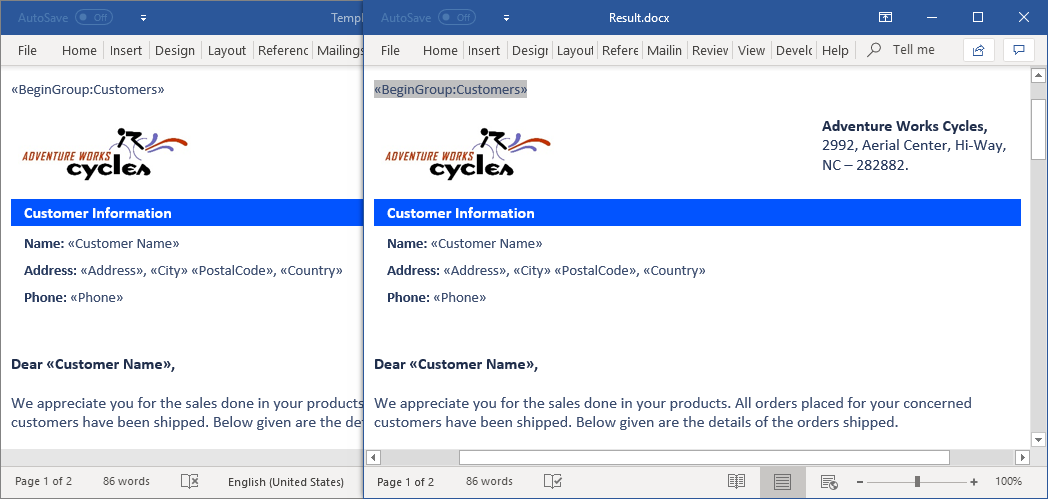 AutoSave Off
Templ
File Home Insert Design Layout Referenc Mailings
«BeginGroup:Customers»
ADVENTURE WORKS
cycles
Customer Information
Name: «Customer Name»
Address: «Address», «City» «PostalCode», «Country»
Phone: «Phone»
Dear «Customer Name»,
We appreciate you for the sales done in your products
customers have been shipped. Below given are the de
Page 1 of 2 86 words English (United States)
AutoSave Off
Result.docx
File Home Insert Desig Layout Refere Mailin Review View Develo Help Tell me
«BeginGroup:Customers»
ADVENTURE WORKS
cycles
Adventure Works Cycles,
2992, Aerial Center, Hi-Way,
NC – 282882.
Customer Information
Name: «Customer Name»
Address: «Address», «City» «PostalCode», «Country»
Phone: «Phone»
Dear «Customer Name»,
We appreciate you for the sales done in your products. All orders placed for your concerned
customers have been shipped. Below given are the details of the orders shipped.
Page 1 of 2 86 words 100%